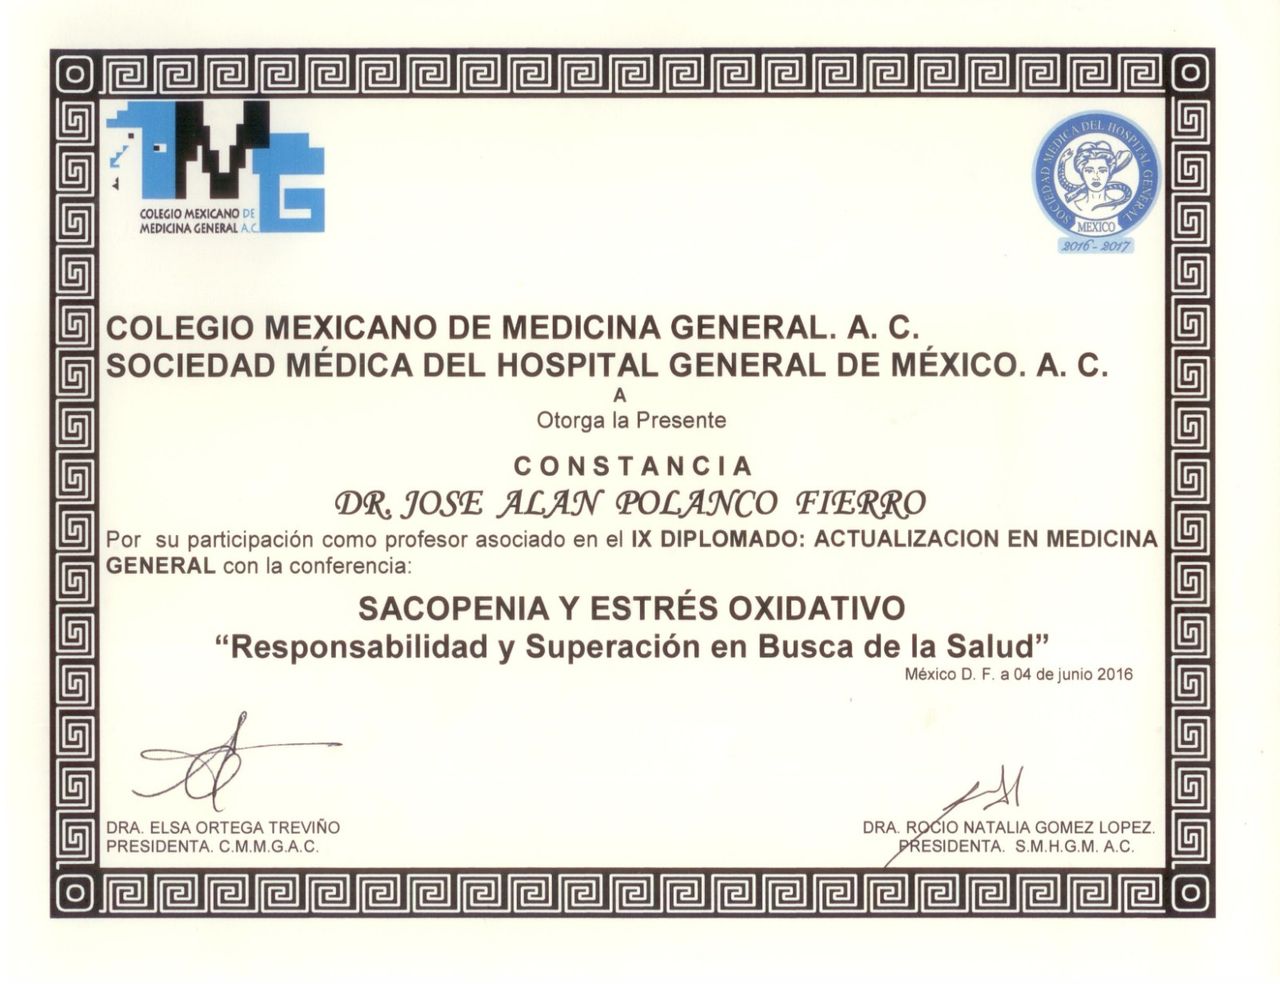 COLEGIO MEXICANO DE
MEDICINA GENERAL A.C.
SOCIEDAD MEDICA DEL HOSPITAL GENERAL
MEXICO
2016 - 2017
COLEGIO MEXICANO DE MEDICINA GENERAL. A. C.
SOCIEDAD MÉDICA DEL HOSPITAL GENERAL DE MÉXICO. A. C.
A
Otorga la Presente
CONSTANCIA
DR. JOSE ALAN POLANCO FIERRO
Por su participación como profesor asociado en el IX DIPLOMADO: ACTUALIZACION EN MEDICINA
GENERAL con la conferencia:
SACOPENIA Y ESTRÉS OXIDATIVO
“Responsabilidad y Superación en Busca de la Salud”
México D. F. a 04 de junio 2016
DRA. ELSA ORTEGA TREVIÑO
PRESIDENTA. C.M.M.G.A.C.
DRA. ROCIO NATALIA GOMEZ LOPEZ.
PRESIDENTA. S.M.H.G.M. A.C.